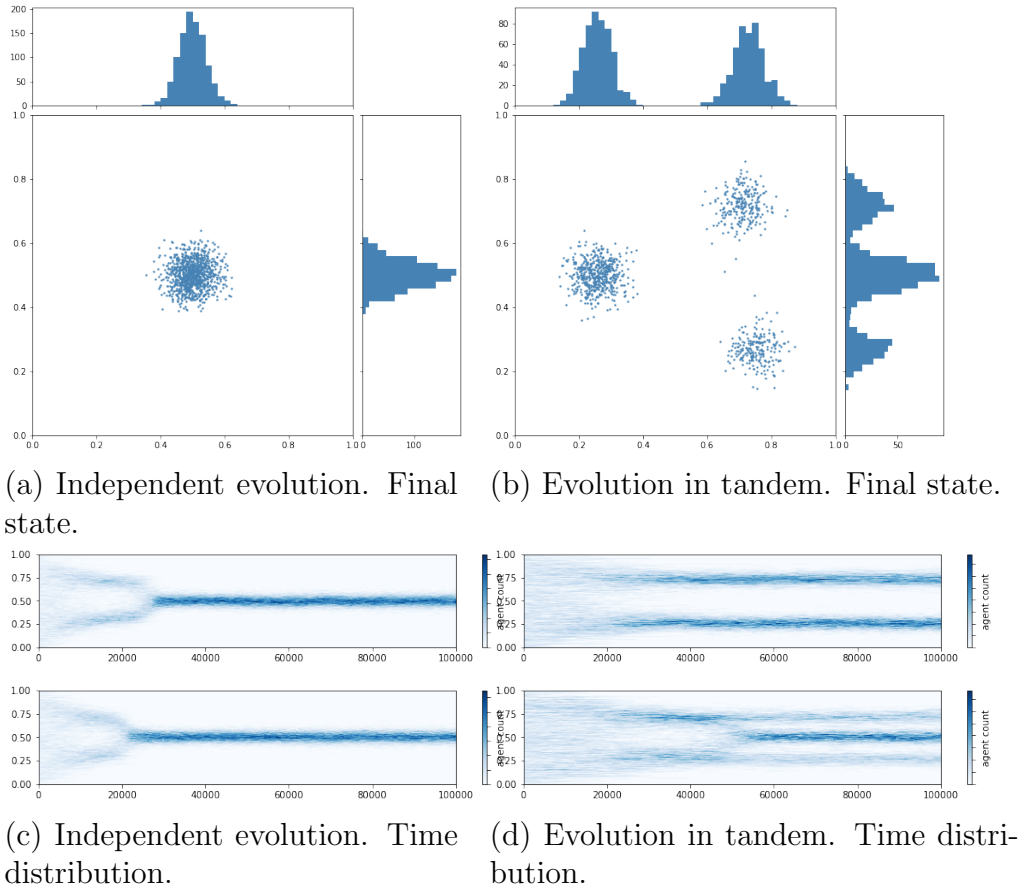 200
150
100
50
0
80
60
40
20
0
1.0
0.8
0.6
0.4
0.2
0.0
0.0 0.2 0.4 0.6 0.8 1.0
0 100
1.0
0.8
0.6
0.4
0.2
0.0
0.0 0.2 0.4 0.6 0.8 1.0
0 50
(a) Independent evolution. Final
state.
(b) Evolution in tandem. Final state.
1.00
0.75
0.50
0.25
0.00
0 20000 40000 60000 80000 100000
agent count
1.00
0.75
0.50
0.25
0.00
0 20000 40000 60000 80000 100000
agent count
1.00
0.75
0.50
0.25
0.00
0 20000 40000 60000 80000 100000
agent count
1.00
0.75
0.50
0.25
0.00
0 20000 40000 60000 80000 100000
agent count
(c) Independent evolution. Time
distribution.
(d) Evolution in tandem. Time distri-
bution.